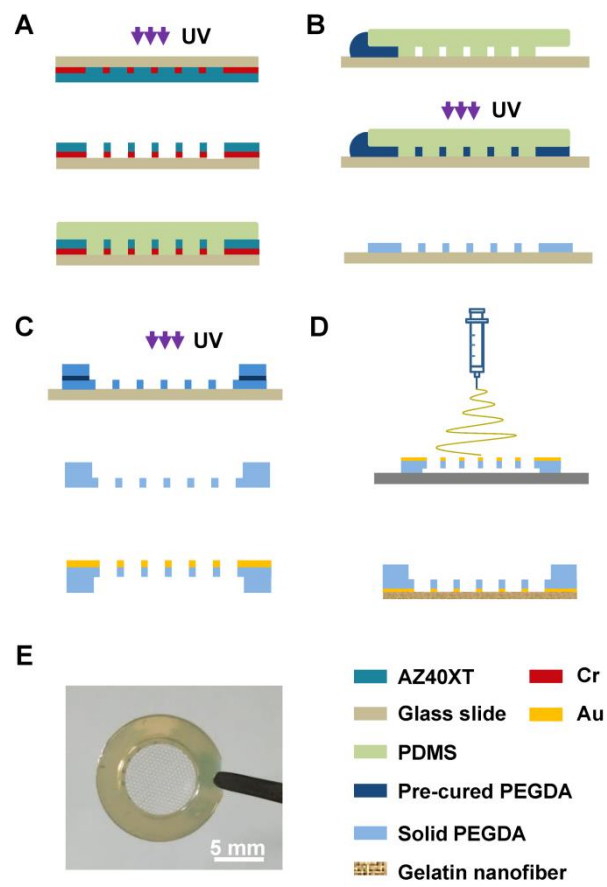 A
UV
B
UV
C
UV
D
E
5 mm
AZ40XT
Cr
Glass slide
Au
PDMS
Pre-cured PEGDA
Solid PEGDA
Gelatin nanofiber